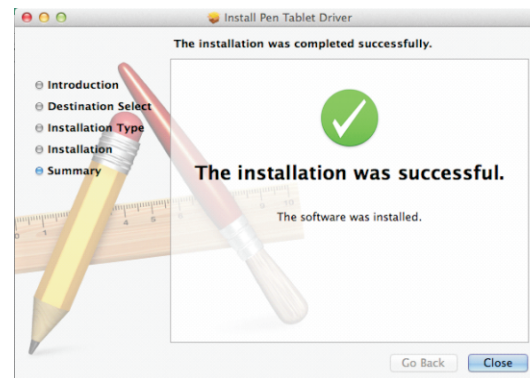 Install Pen Tablet Driver
The installation was completed successfully.
Introduction
Destination Select
Installation Type
Installation
Summary
The installation was successful.
The software was installed.
Go Back
Close